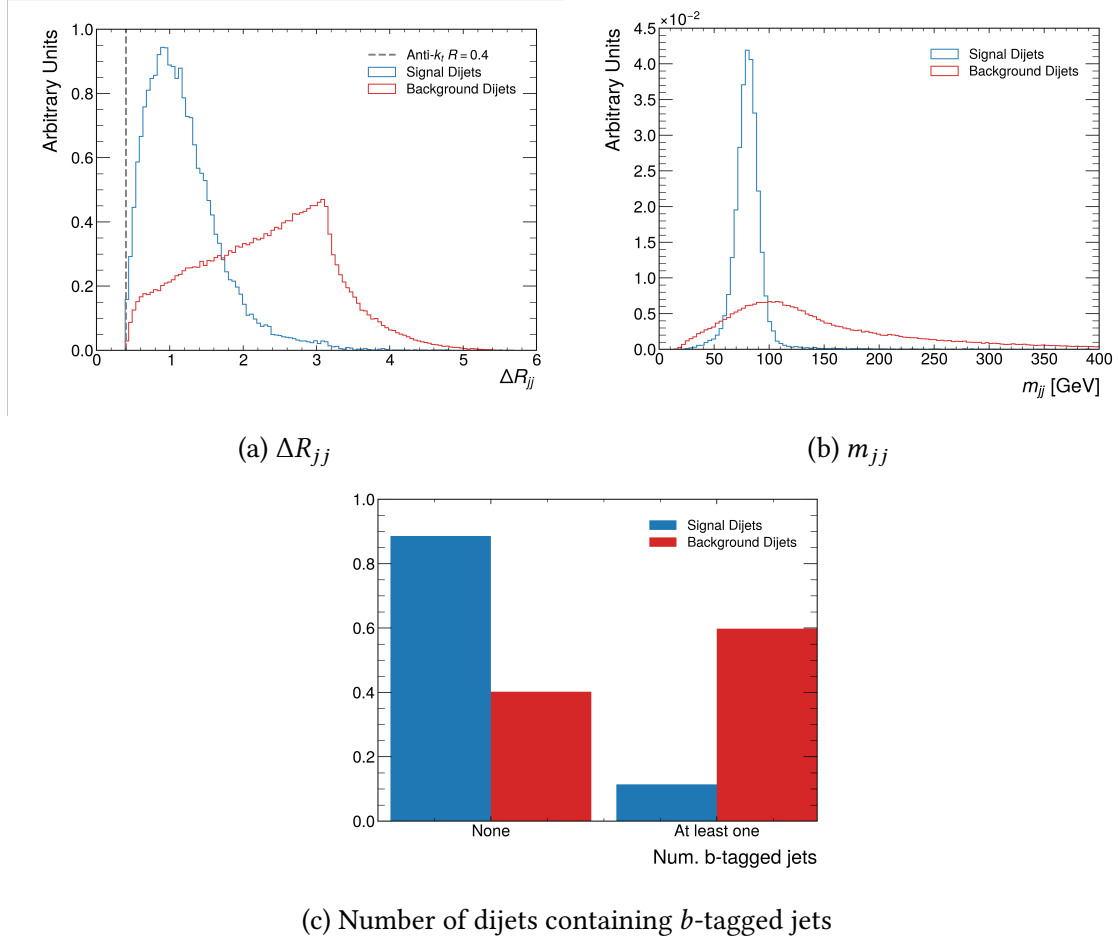 1.0
0.8
0.6
0.4
0.2
0.0
Arbitrary Units
Anti-kₜ R = 0.4
Signal Dijets
Background Dijets
0 1 2 3 4 5 6
ΔR_jj
(a) ΔR_jj
×10⁻²
4.5
4.0
3.5
3.0
2.5
2.0
1.5
1.0
0.5
0.0
Arbitrary Units
Signal Dijets
Background Dijets
0 50 100 150 200 250 300 350 400
m_jj [GeV]
(b) m_jj
1.0
0.8
0.6
0.4
0.2
0.0
Signal Dijets
Background Dijets
None At least one
Num. b-tagged jets
(c) Number of dijets containing b-tagged jets